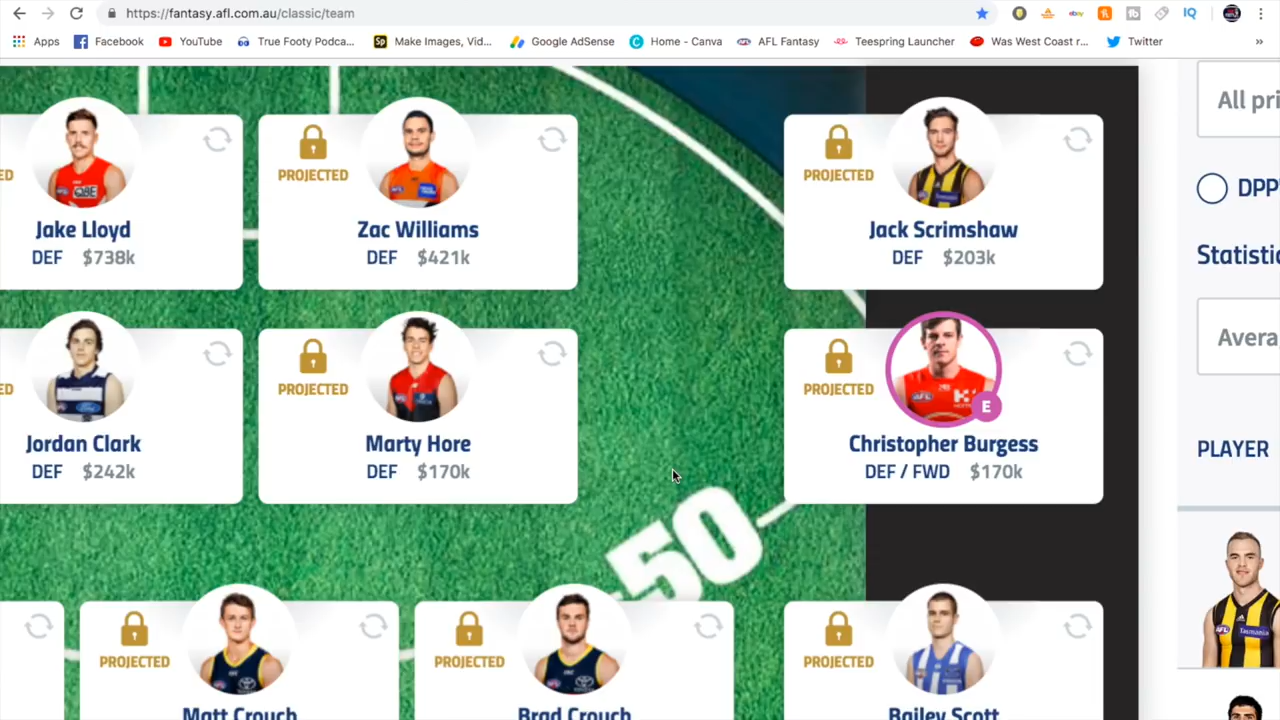 https://fantasy.afl.com.au/classic/team
Apps Facebook YouTube True Footy Podca... Make Images, Vid... Google AdSense Home - Canva AFL Fantasy Teespring Launcher Was West Coast r... Twitter »
PROJECTED
Jake Lloyd
DEF $738k
PROJECTED
Zac Williams
DEF $421k
PROJECTED
Jack Scrimshaw
DEF $203k
All pri
DPP
Statistic
Avera
PLAYER
Jordan Clark
DEF $242k
PROJECTED
Marty Hore
DEF $170k
PROJECTED
E
Christopher Burgess
DEF / FWD $170k
50
PROJECTED
Matt Crouch
PROJECTED
Brad Crouch
PROJECTED
Bailey Scott